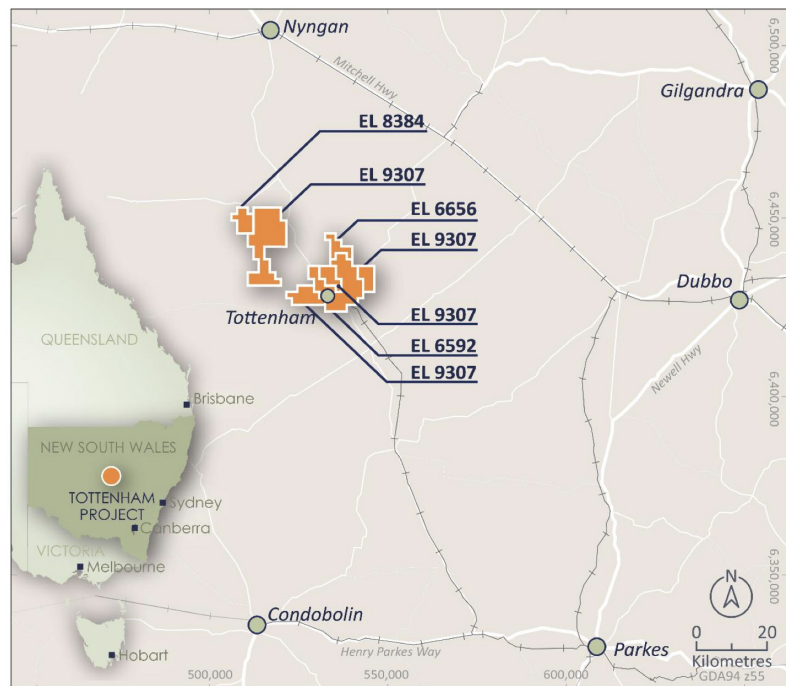 Nyngan
6,500,000
Mitchell Hwy
Gilgandra
EL 8384
EL 9307
EL 6656
6,450,000
EL 9307
Dubbo
Tottenham
EL 9307
QUEENSLAND
EL 6592
EL 9307
Newell Hwy
Brisbane
6,400,000
NEW SOUTH WALES
TOTTENHAM
PROJECT
Sydney
Canberra
VICTORIA
Melbourne
6,350,000
N
Condobolin
0 20
Kilometres
Henry Parkes Way
Parkes
Hobart
500,000
550,000
600,000
GDA94 z55